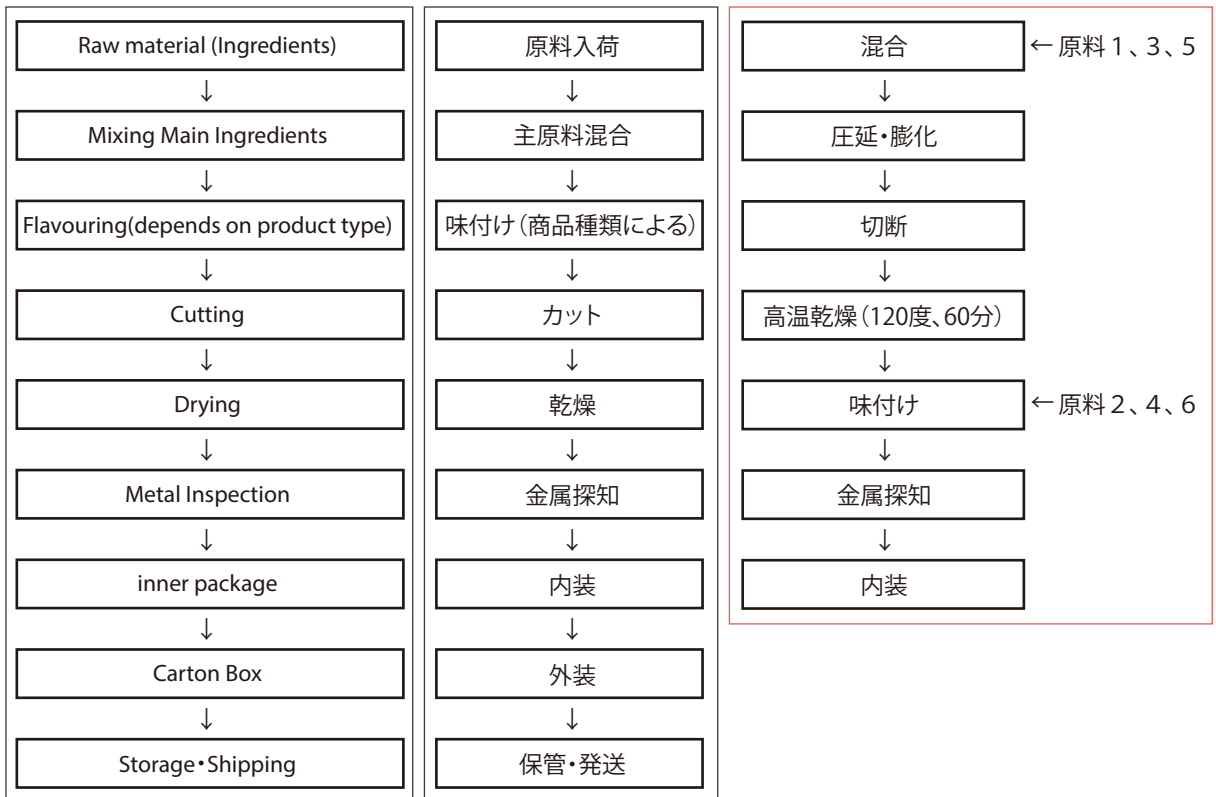 Raw material (Ingredients)
↓
Mixing Main Ingredients
↓
Flavouring(depends on product type)
↓
Cutting
↓
Drying
↓
Metal Inspection
↓
inner package
↓
Carton Box
↓
Storage・Shipping
原料入荷
↓
主原料混合
↓
味付け（商品種類による）
↓
カット
↓
乾燥
↓
金属探知
↓
内装
↓
外装
↓
保管・発送
混合 ← 原料１、３、５
↓
圧延・膨化
↓
切断
↓
高温乾燥（120度、60分）
↓
味付け ← 原料２、４、６
↓
金属探知
↓
内装